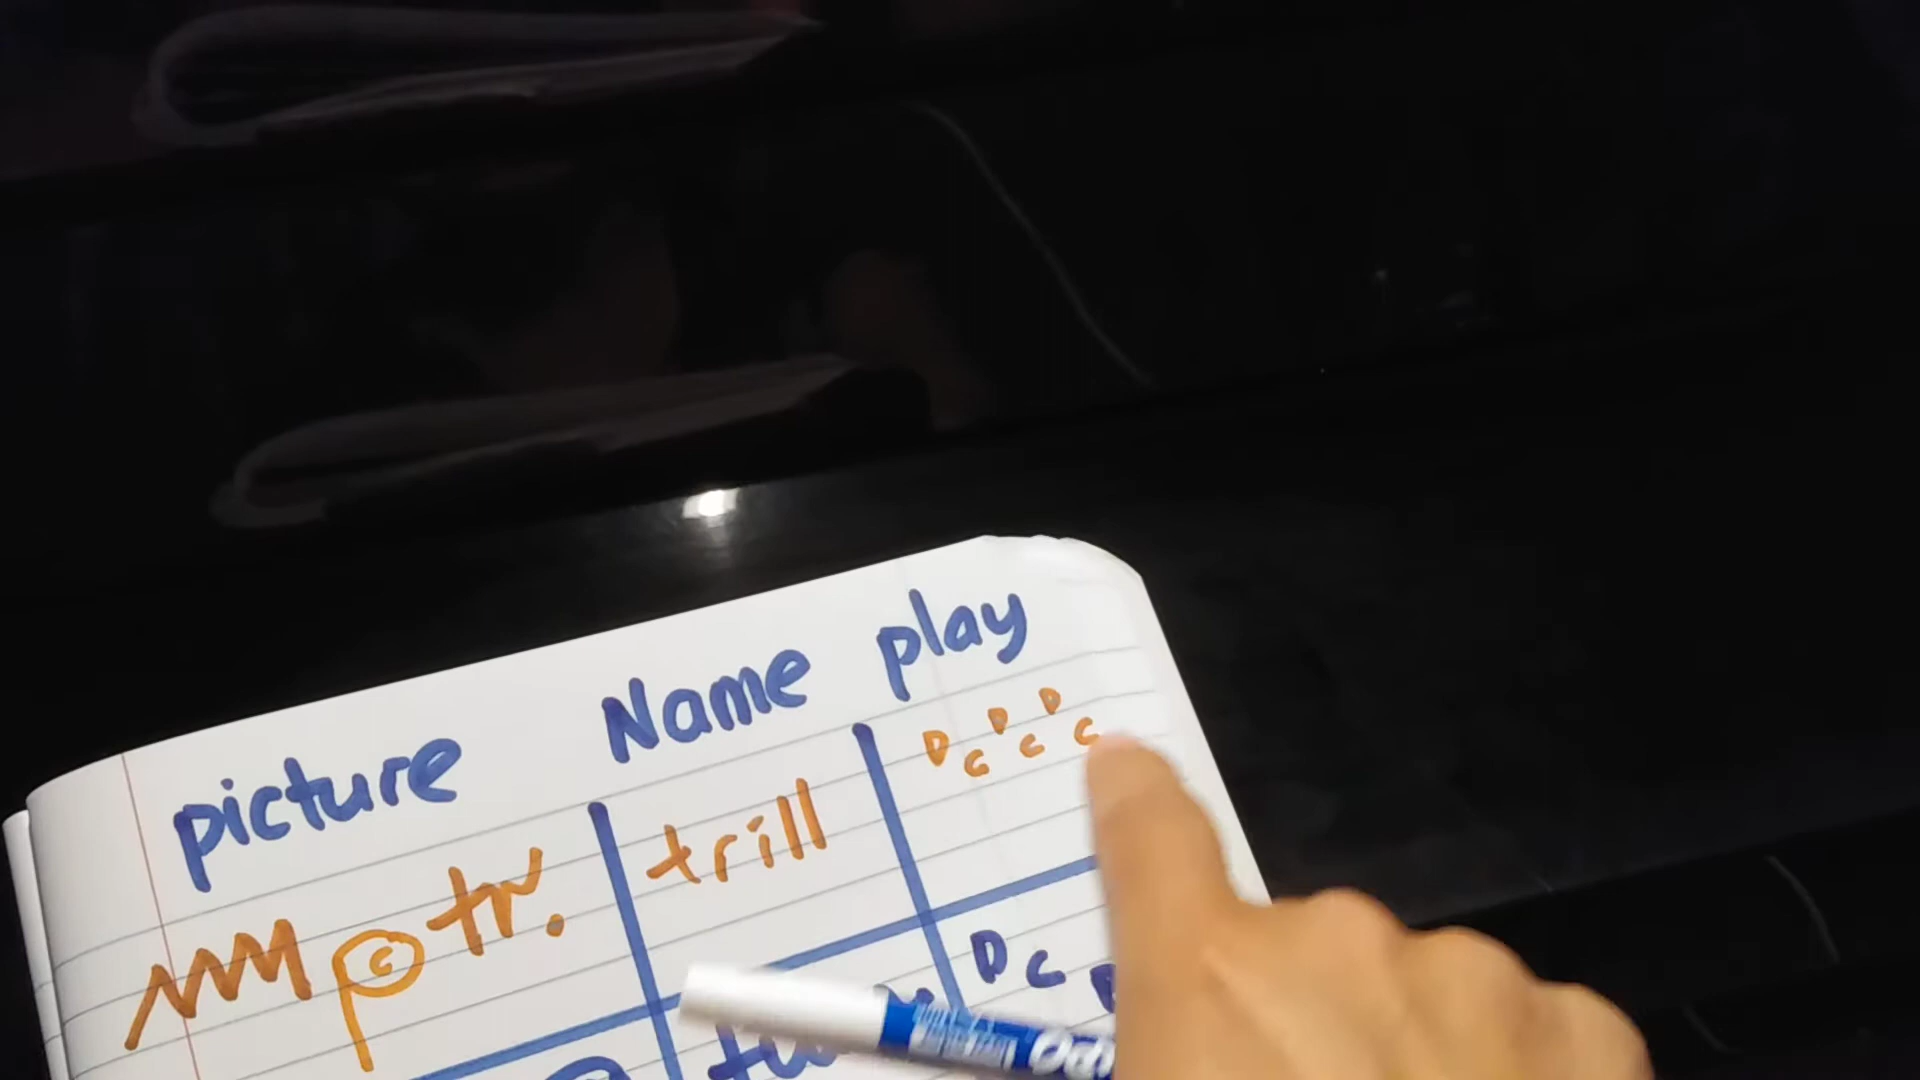 picture Name play
tr. trill D C D C D C
C
D C D